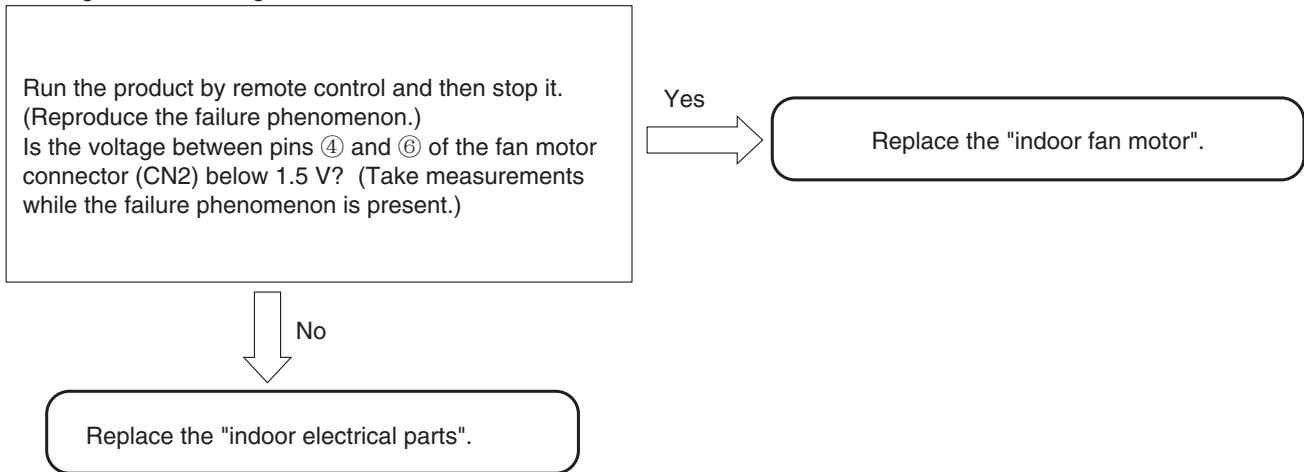 Run the product by remote control and then stop it.
(Reproduce the failure phenomenon.)
Is the voltage between pins ④ and ⑥ of the fan motor
connector (CN2) below 1.5 V?  (Take measurements
while the failure phenomenon is present.)
Yes
Replace the "indoor fan motor".
No
Replace the "indoor electrical parts".